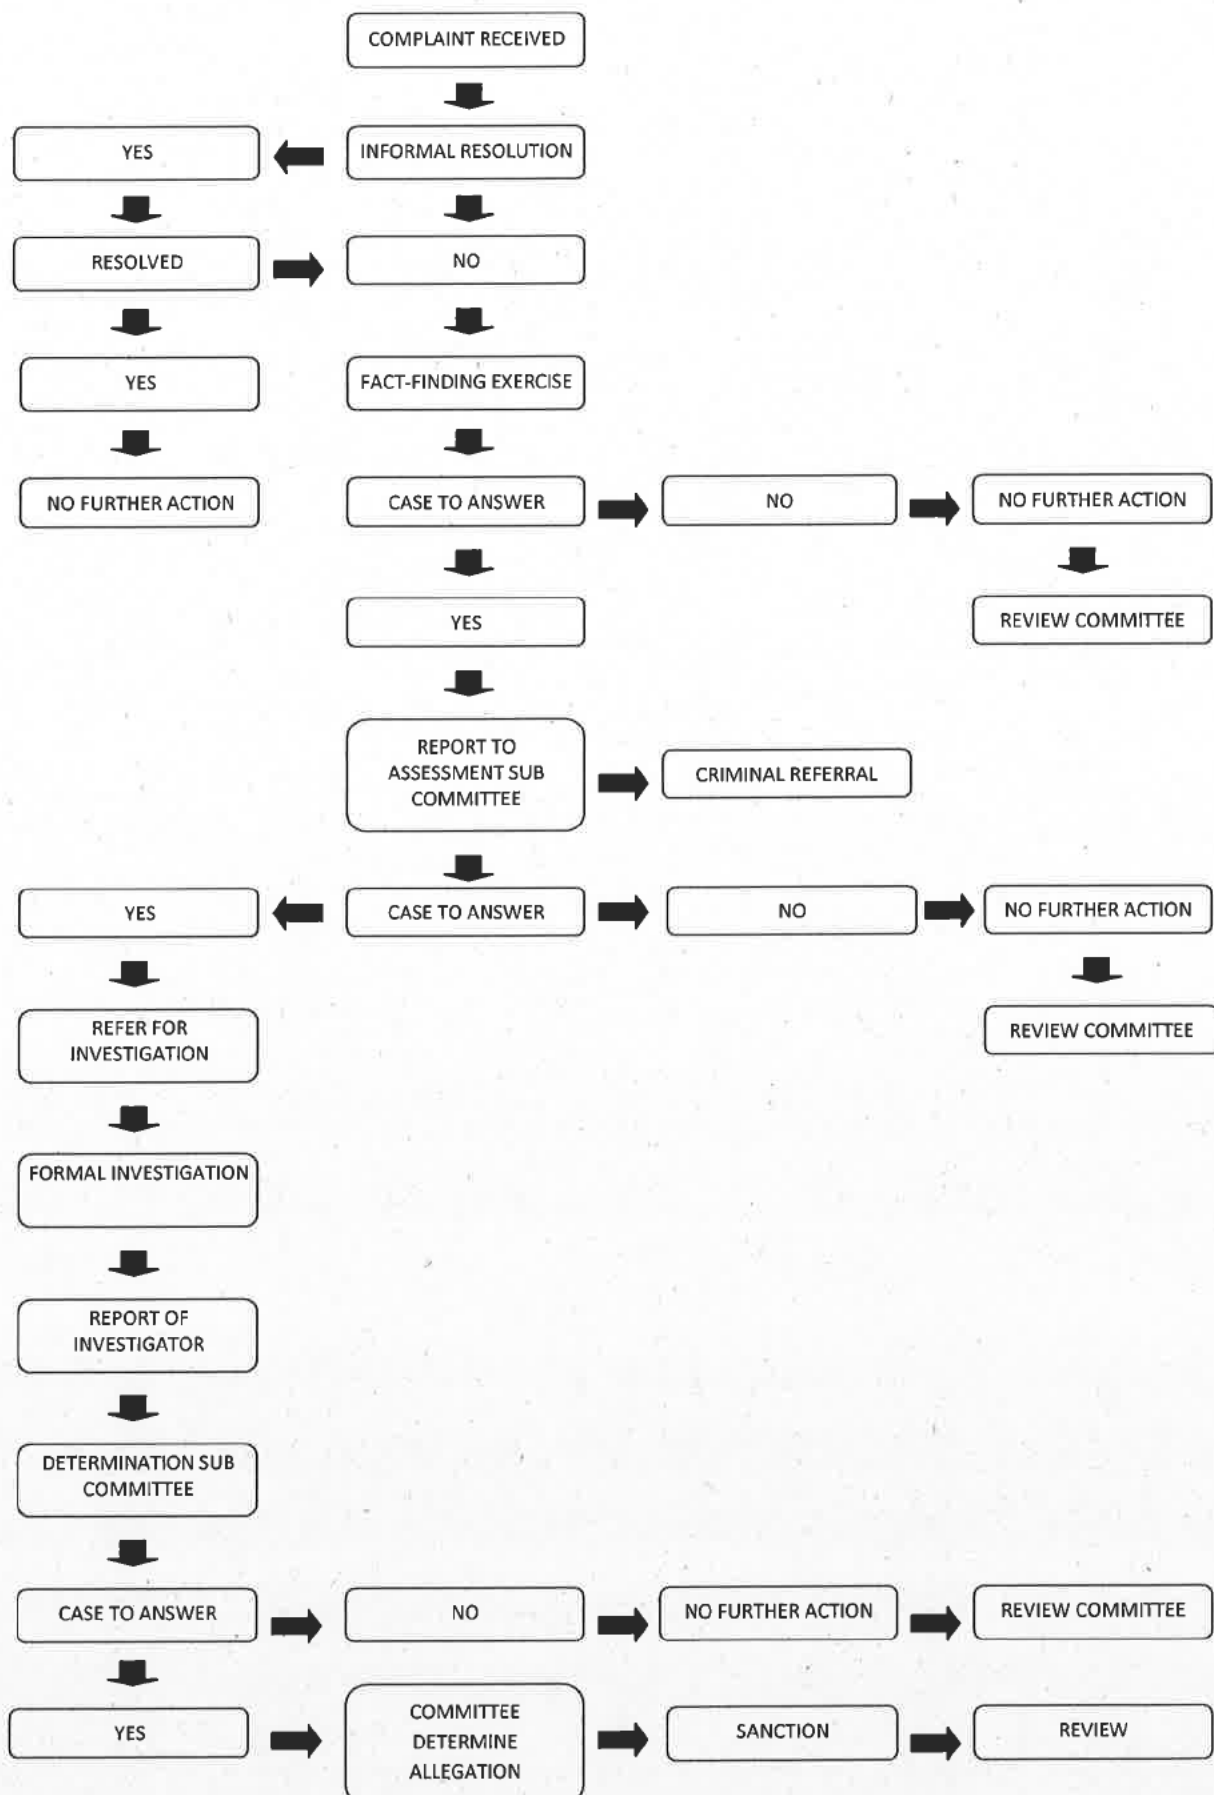 COMPLAINT RECEIVED
YES
INFORMAL RESOLUTION
RESOLVED
NO
YES
FACT-FINDING EXERCISE
NO FURTHER ACTION
CASE TO ANSWER
NO
NO FURTHER ACTION
YES
REVIEW COMMITTEE
REPORT TO
ASSESSMENT SUB
COMMITTEE
CRIMINAL REFERRAL
YES
CASE TO ANSWER
NO
NO FURTHER ACTION
REFER FOR
INVESTIGATION
REVIEW COMMITTEE
FORMAL INVESTIGATION
REPORT OF
INVESTIGATOR
DETERMINATION SUB
COMMITTEE
CASE TO ANSWER
NO
NO FURTHER ACTION
REVIEW COMMITTEE
YES
COMMITTEE
DETERMINE
ALLEGATION
SANCTION
REVIEW